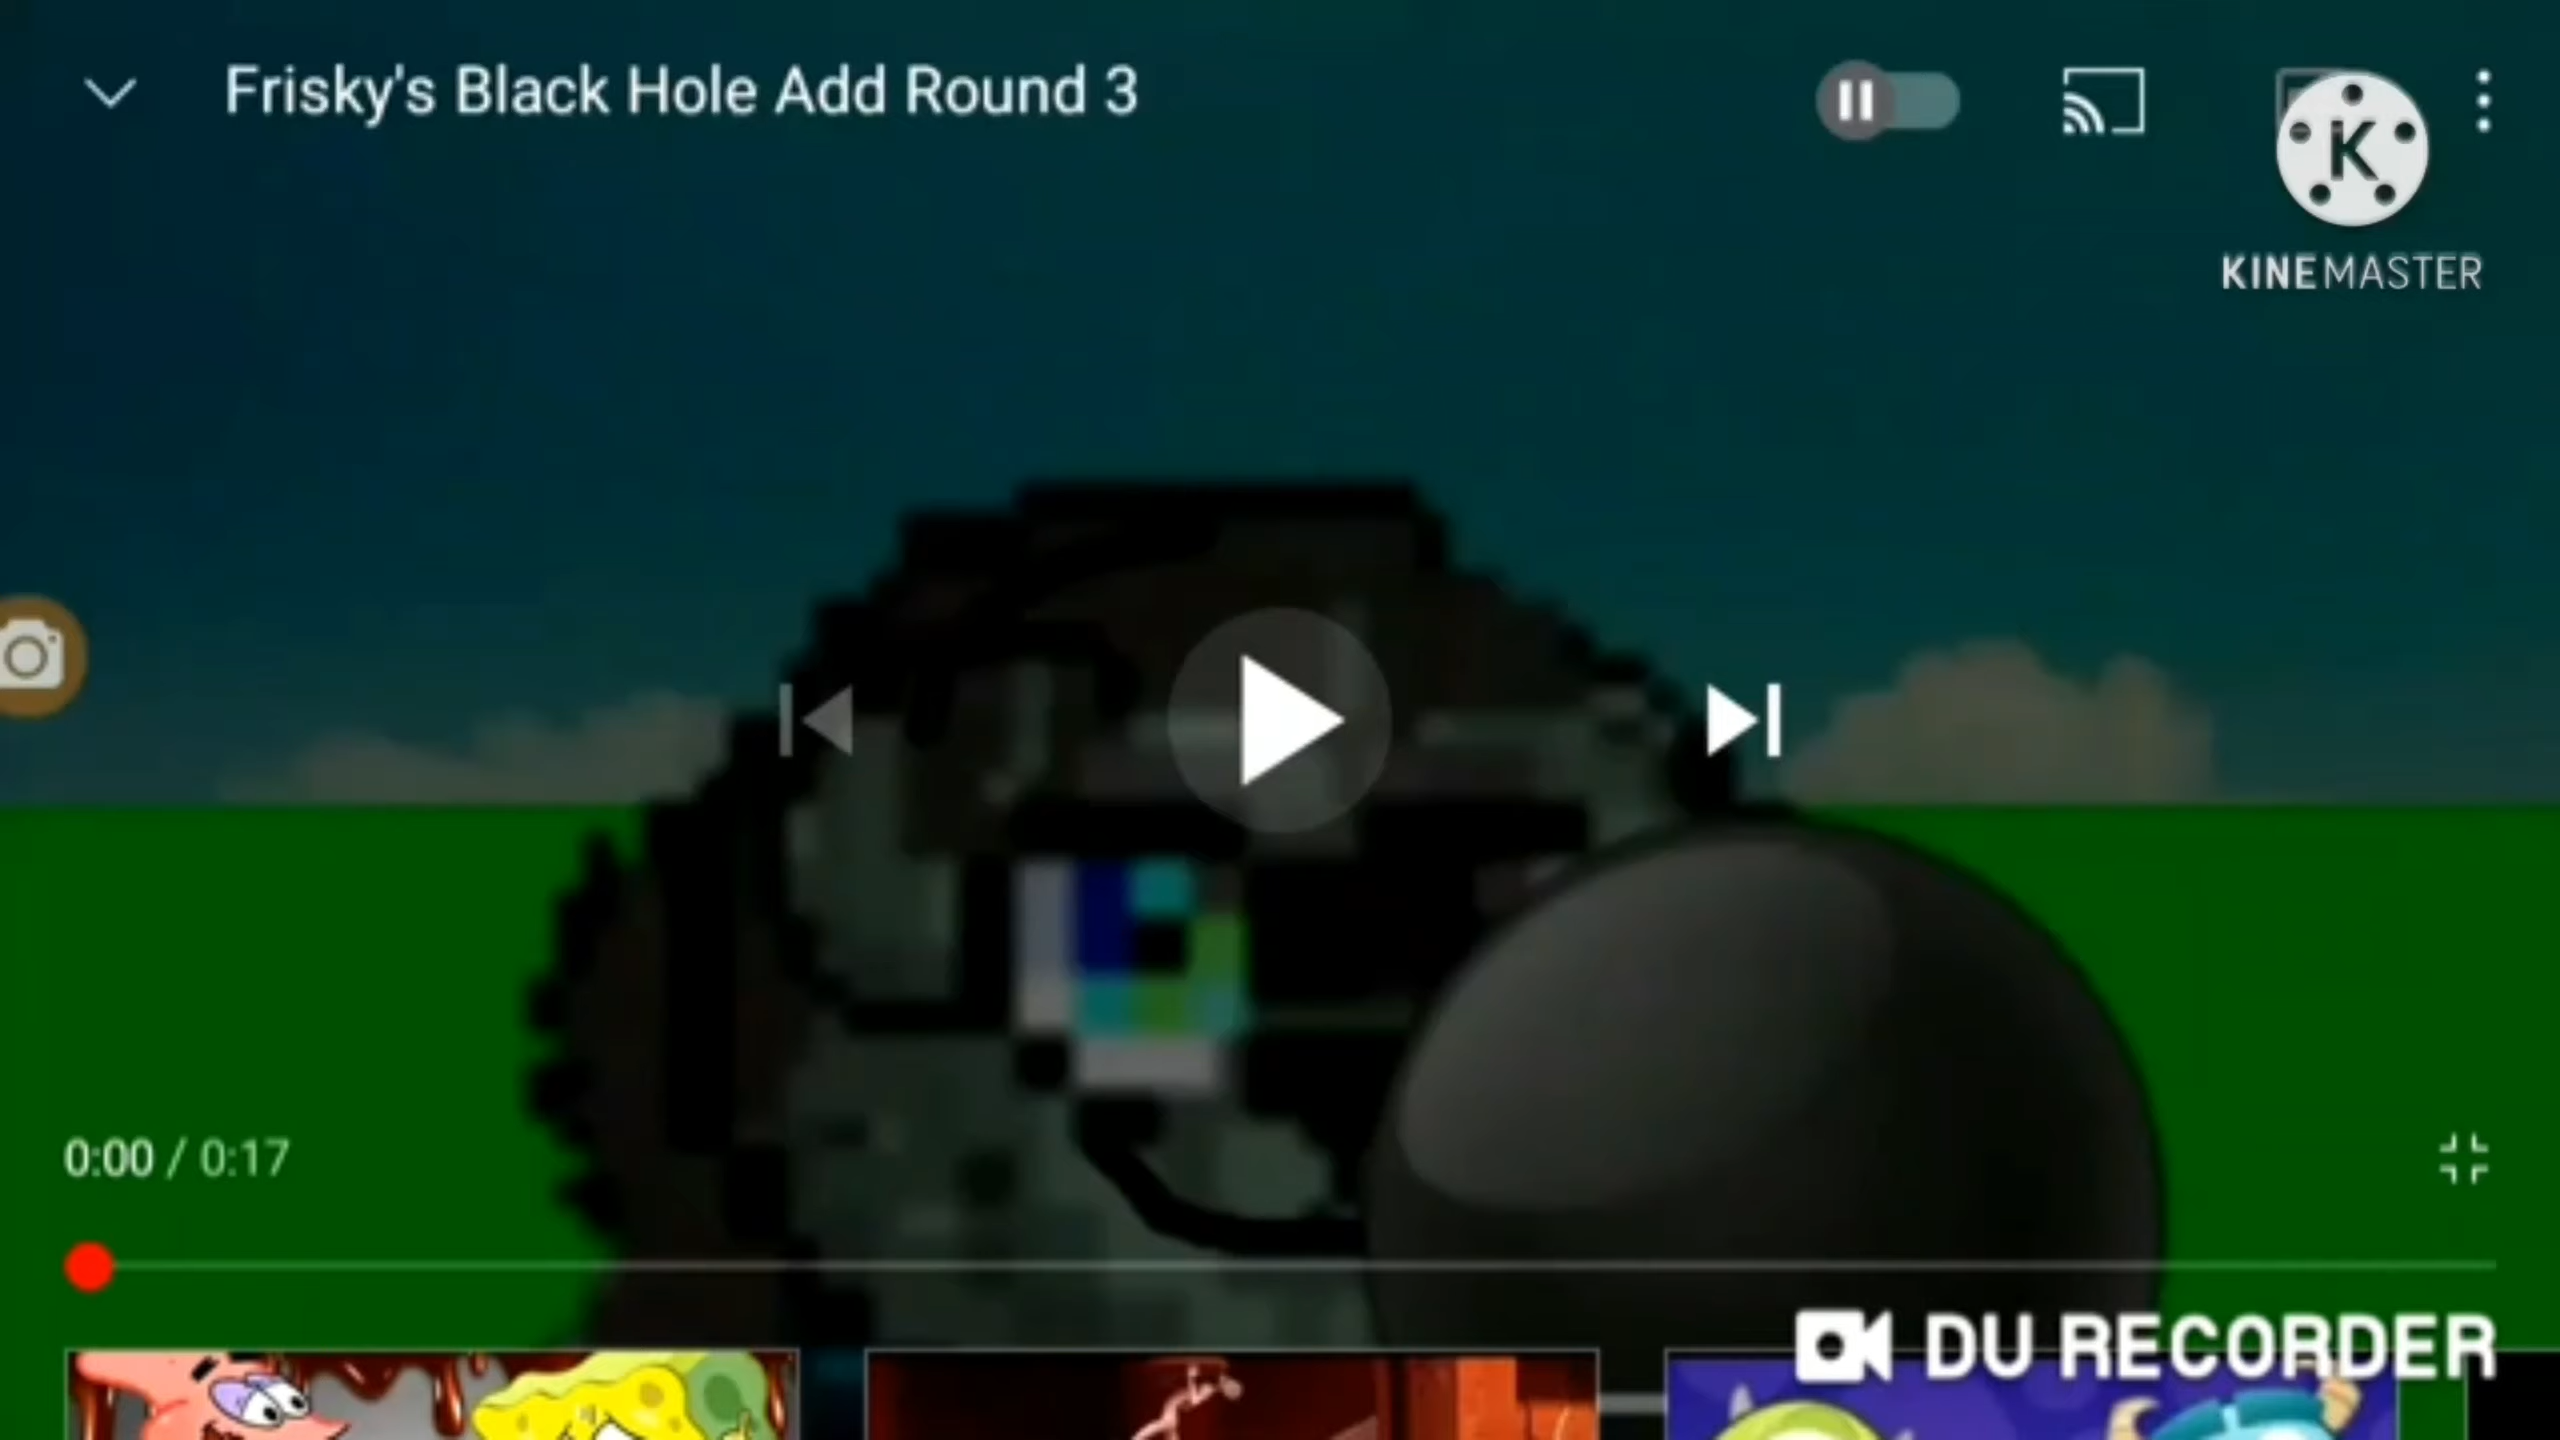 Frisky's Black Hole Add Round 3
K
KINEMASTER
0:00 / 0:17
DU RECORDER